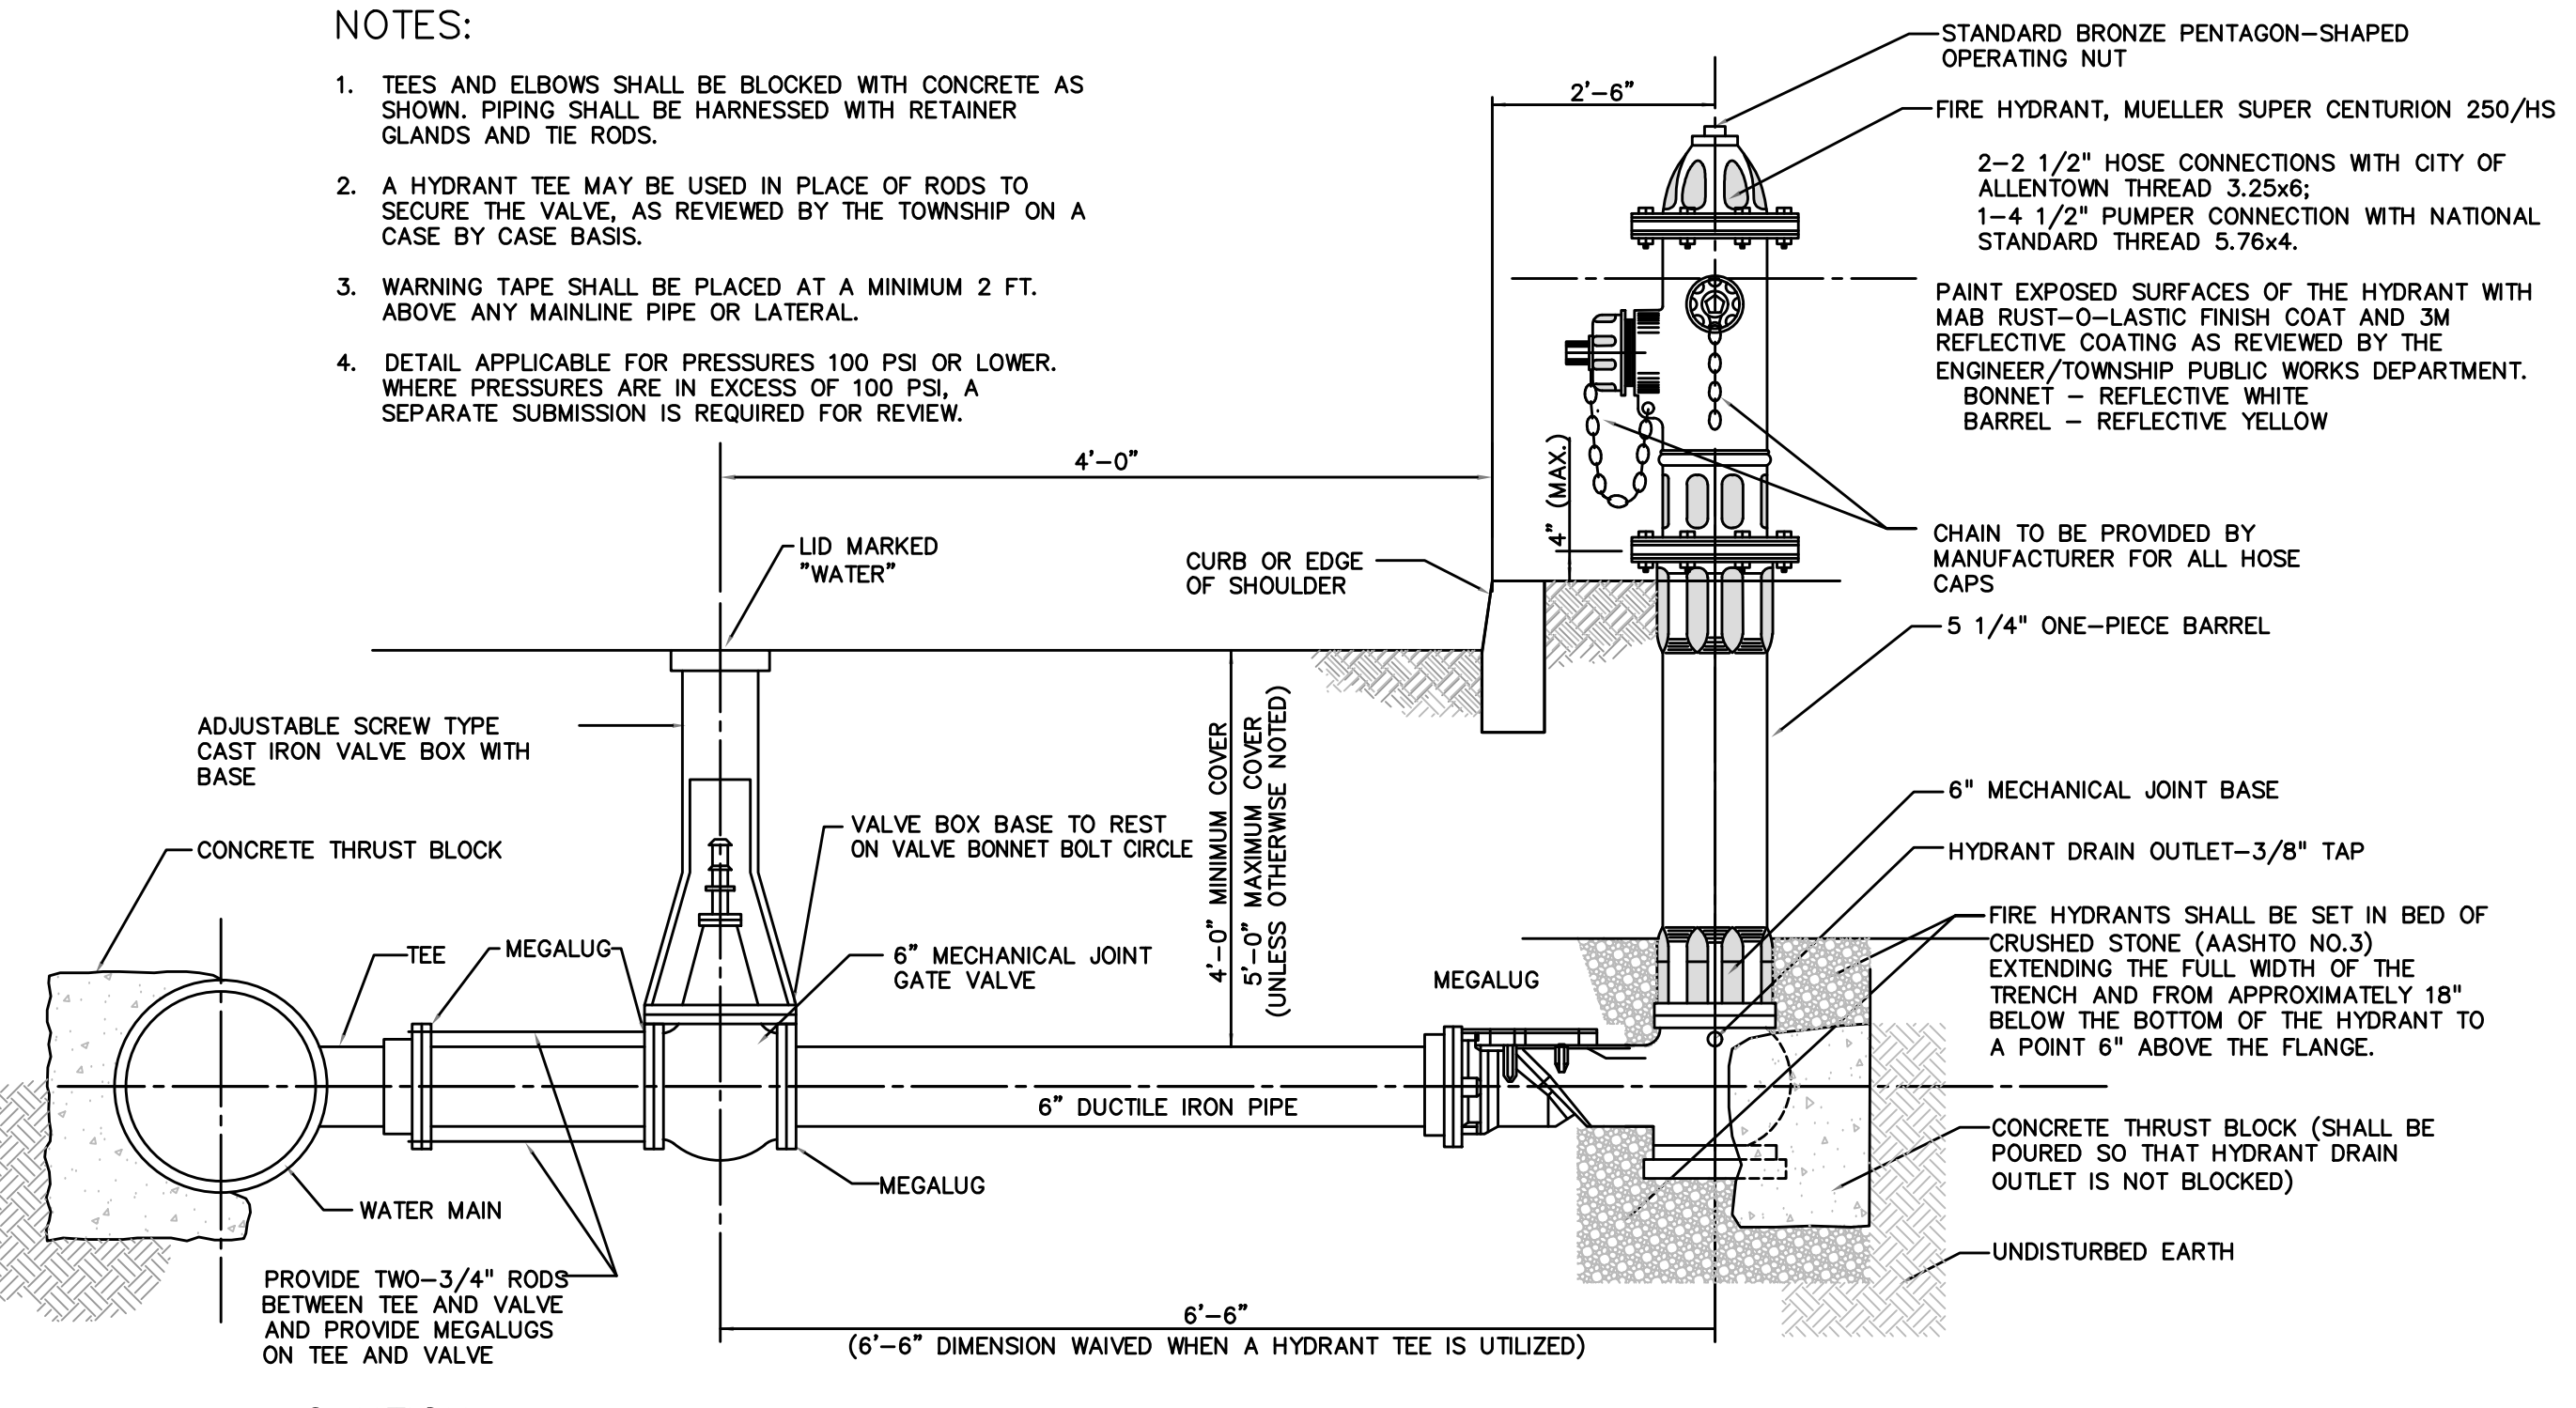 NOTES:
1. TEES AND ELBOWS SHALL BE BLOCKED WITH CONCRETE AS
SHOWN. PIPING SHALL BE HARNESSED WITH RETAINER
GLANDS AND TIE RODS.
2. A HYDRANT TEE MAY BE USED IN PLACE OF RODS TO
SECURE THE VALVE, AS REVIEWED BY THE TOWNSHIP ON A
CASE BY CASE BASIS.
3. WARNING TAPE SHALL BE PLACED AT A MINIMUM 2 FT.
ABOVE ANY MAINLINE PIPE OR LATERAL.
4. DETAIL APPLICABLE FOR PRESSURES 100 PSI OR LOWER.
WHERE PRESSURES ARE IN EXCESS OF 100 PSI, A
SEPARATE SUBMISSION IS REQUIRED FOR REVIEW.
2'-6"
STANDARD BRONZE PENTAGON-SHAPED
OPERATING NUT
FIRE HYDRANT, MUELLER SUPER CENTURION 250/HS
2-2 1/2" HOSE CONNECTIONS WITH CITY OF
ALLENTOWN THREAD 3.25x6;
1-4 1/2" PUMPER CONNECTION WITH NATIONAL
STANDARD THREAD 5.76x4.
PAINT EXPOSED SURFACES OF THE HYDRANT WITH
MAB RUST-O-LASTIC FINISH COAT AND 3M
REFLECTIVE COATING AS REVIEWED BY THE
ENGINEER/TOWNSHIP PUBLIC WORKS DEPARTMENT.
BONNET - REFLECTIVE WHITE
BARREL - REFLECTIVE YELLOW
4'-0"
4" (MAX.)
LID MARKED
"WATER"
CURB OR EDGE
OF SHOULDER
CHAIN TO BE PROVIDED BY
MANUFACTURER FOR ALL HOSE
CAPS
5 1/4" ONE-PIECE BARREL
ADJUSTABLE SCREW TYPE
CAST IRON VALVE BOX WITH
BASE
4'-0" MINIMUM COVER
5'-0" MAXIMUM COVER
(UNLESS OTHERWISE NOTED)
6" MECHANICAL JOINT BASE
CONCRETE THRUST BLOCK
VALVE BOX BASE TO REST
ON VALVE BONNET BOLT CIRCLE
HYDRANT DRAIN OUTLET-3/8" TAP
TEE
MEGALUG
6" MECHANICAL JOINT
GATE VALVE
MEGALUG
FIRE HYDRANTS SHALL BE SET IN BED OF
CRUSHED STONE (AASHTO NO.3)
EXTENDING THE FULL WIDTH OF THE
TRENCH AND FROM APPROXIMATELY 18"
BELOW THE BOTTOM OF THE HYDRANT TO
A POINT 6" ABOVE THE FLANGE.
6" DUCTILE IRON PIPE
CONCRETE THRUST BLOCK (SHALL BE
POURED SO THAT HYDRANT DRAIN
OUTLET IS NOT BLOCKED)
MEGALUG
WATER MAIN
UNDISTURBED EARTH
PROVIDE TWO-3/4" RODS
BETWEEN TEE AND VALVE
AND PROVIDE MEGALUGS
ON TEE AND VALVE
6'-6"
(6'-6" DIMENSION WAIVED WHEN A HYDRANT TEE IS UTILIZED)